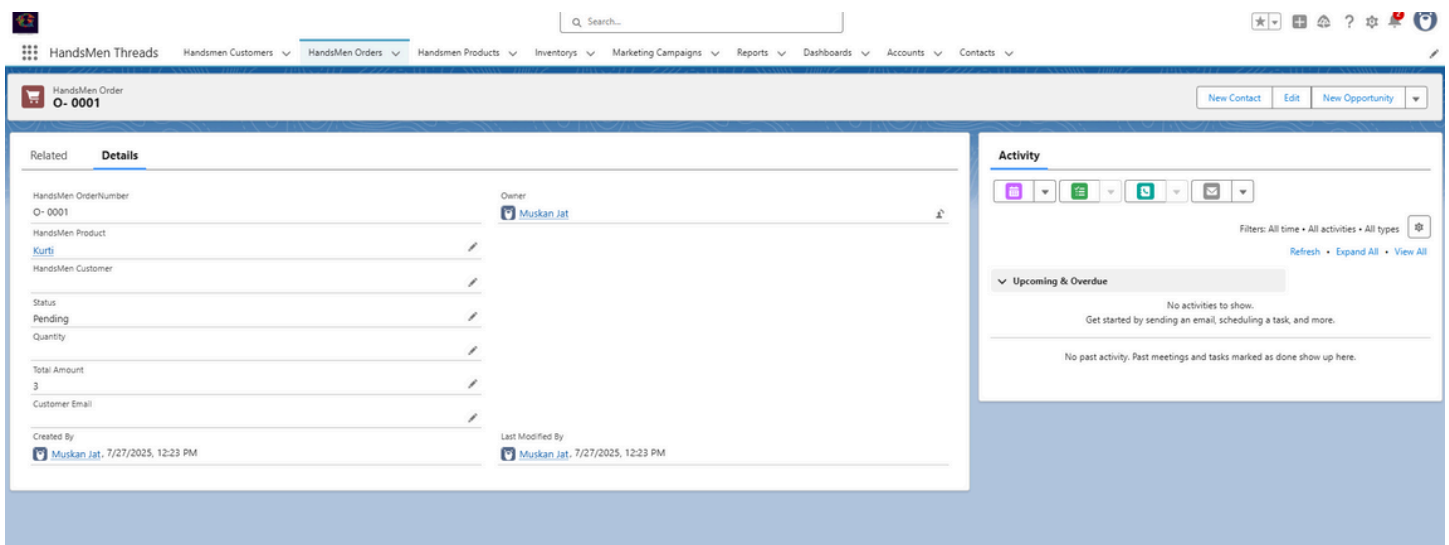 Search...
2
HandsMen Threads Handsmen Customers HandsMen Orders Handsmen Products Inventorys Marketing Campaigns Reports Dashboards Accounts Contacts
HandsMen Order
O- 0001
New Contact Edit New Opportunity
Related Details
HandsMen OrderNumber
O- 0001
Owner
Muskan Jat
HandsMen Product
Kurti
HandsMen Customer
Status
Pending
Quantity
Total Amount
3
Customer Email
Created By
Muskan Jat, 7/27/2025, 12:23 PM
Last Modified By
Muskan Jat, 7/27/2025, 12:23 PM
Activity
Filters: All time • All activities • All types
Refresh • Expand All • View All
Upcoming & Overdue
No activities to show.
Get started by sending an email, scheduling a task, and more.
No past activity. Past meetings and tasks marked as done show up here.